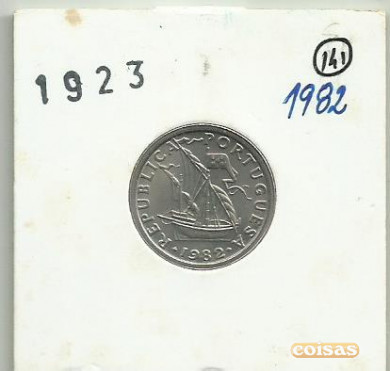 141
1923
1982
REPUBLICA PORTUGUESA
·1982·
coisas